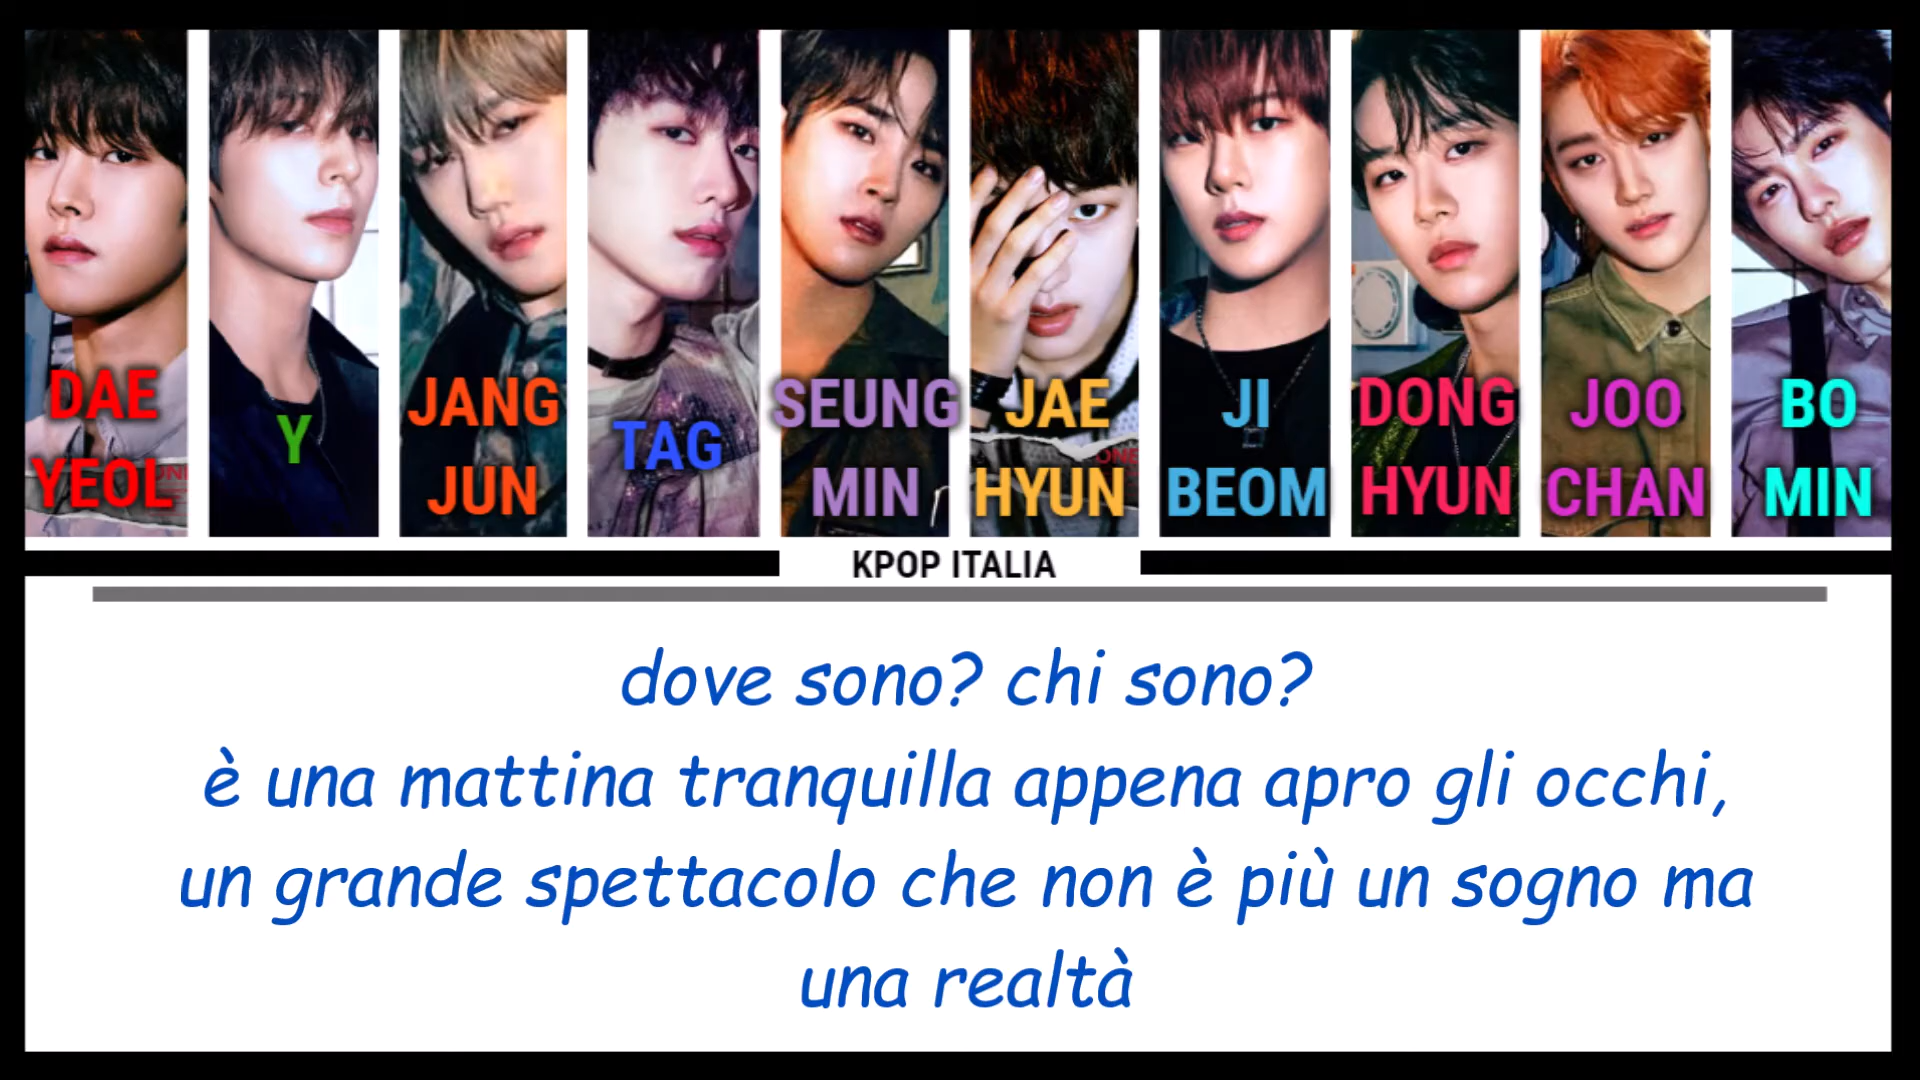 DAE
YEOL
Y
JANG
JUN
TAG
SEUNG
MIN
JAE
HYUN
JI
BEOM
DONG
HYUN
JOO
CHAN
BO
MIN
KPOP ITALIA
dove sono? chi sono?
è una mattina tranquilla appena apro gli occhi,
un grande spettacolo che non è più un sogno ma
una realtà